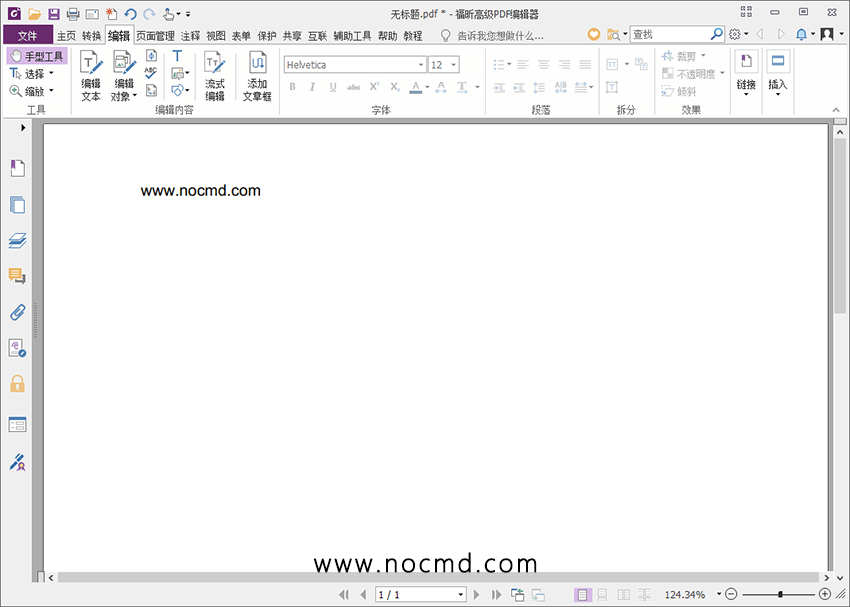 无标题.pdf * - 福昕高级PDF编辑器
文件 主页 转换 编辑 页面管理 注释 视图 表单 保护 共享 互联 辅助工具 帮助 教程 告诉我您想做什么... 查找
手型工具
选择
缩放
工具
编辑
文本
编辑
对象
流式
编辑
添加
文章框
编辑内容
Helvetica 12
B I U abc X² X₂ A A T
字体
段落
拆分
裁剪
不透明度
倾斜
效果
链接
插入
www.nocmd.com
www.nocmd.com
1 / 1
124.34%